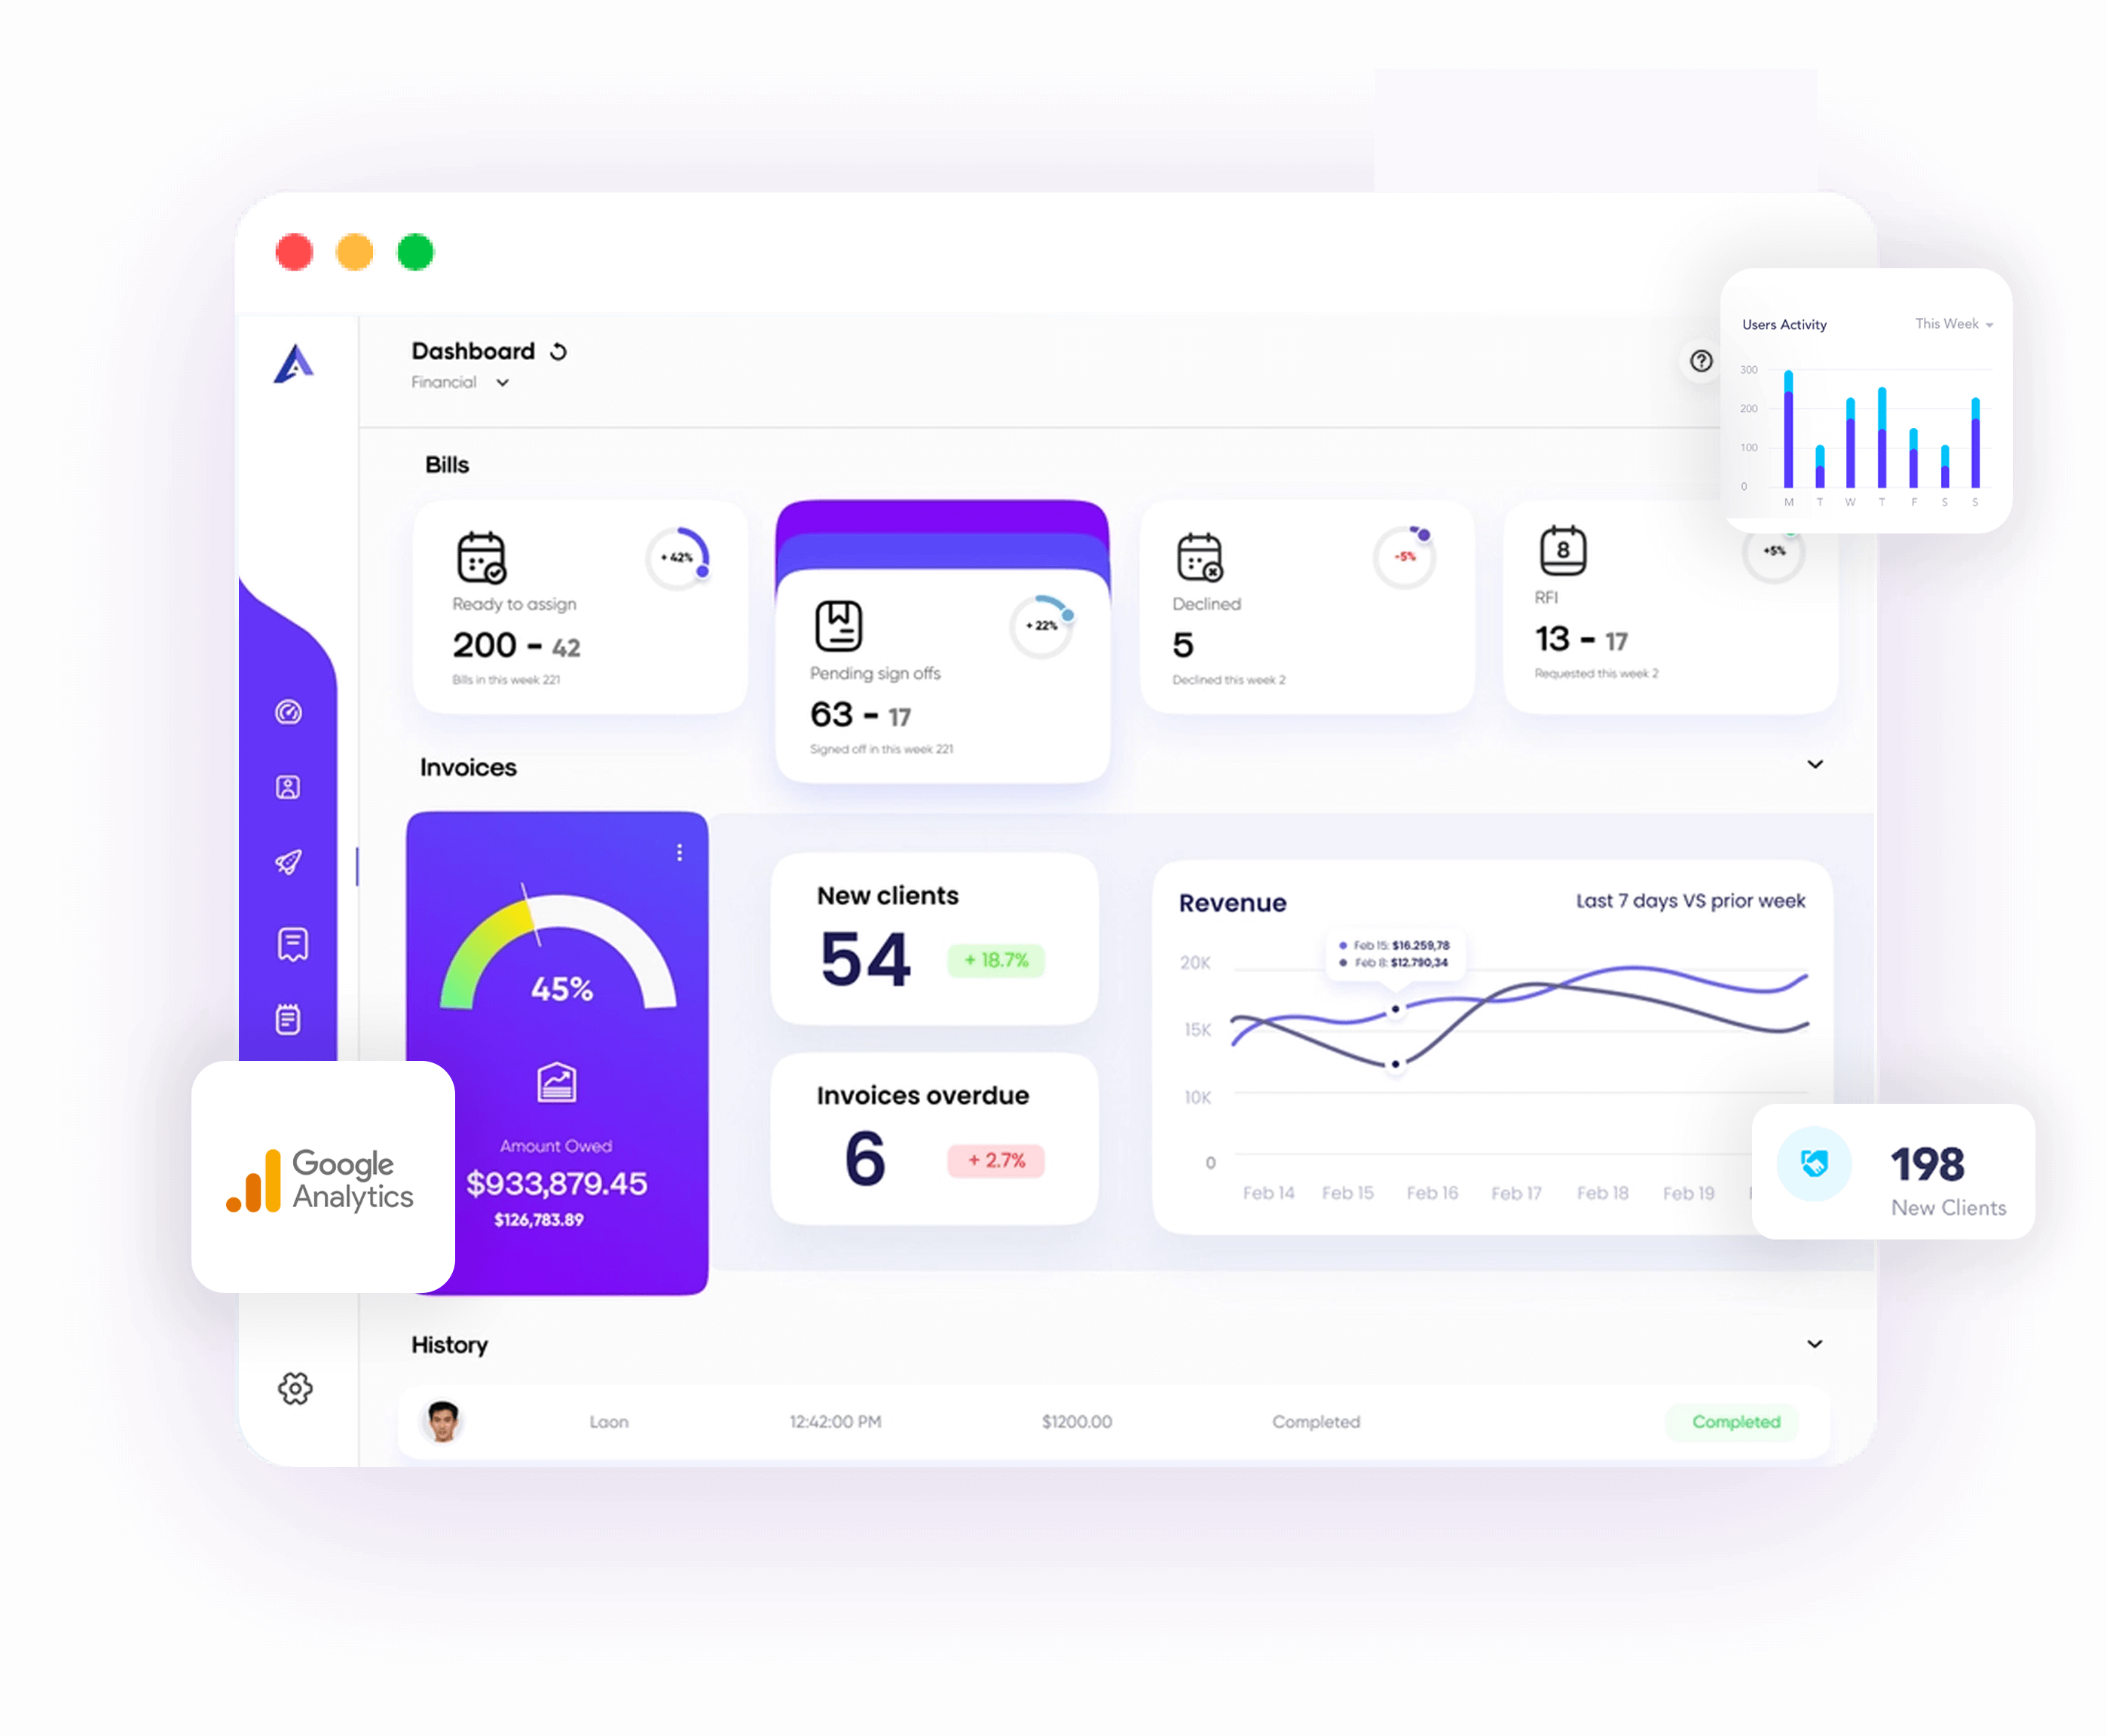 Dashboard
Financial
Users Activity
This Week
300
200
100
0
M T W T F S S
Bills
+ 42%
Ready to assign
200 - 42
Bills in this week 221
+ 22%
Pending sign offs
63 - 17
Signed off in this week 221
-5%
Declined
5
Declined this week 2
8
+5%
RFI
13 - 17
Requested this week 2
Invoices
45%
Amount Owed
$933,879.45
$126,783.89
New clients
54
+ 18.7%
Invoices overdue
6
+ 2.7%
Revenue
Last 7 days VS prior week
Feb 15: $16.259,78
Feb 8: $12.790,34
20K
15K
10K
0
Feb 14 Feb 15 Feb 16 Feb 17 Feb 18 Feb 19
198
New Clients
Google
Analytics
History
Laon 12:42:00 PM $1200.00 Completed Completed